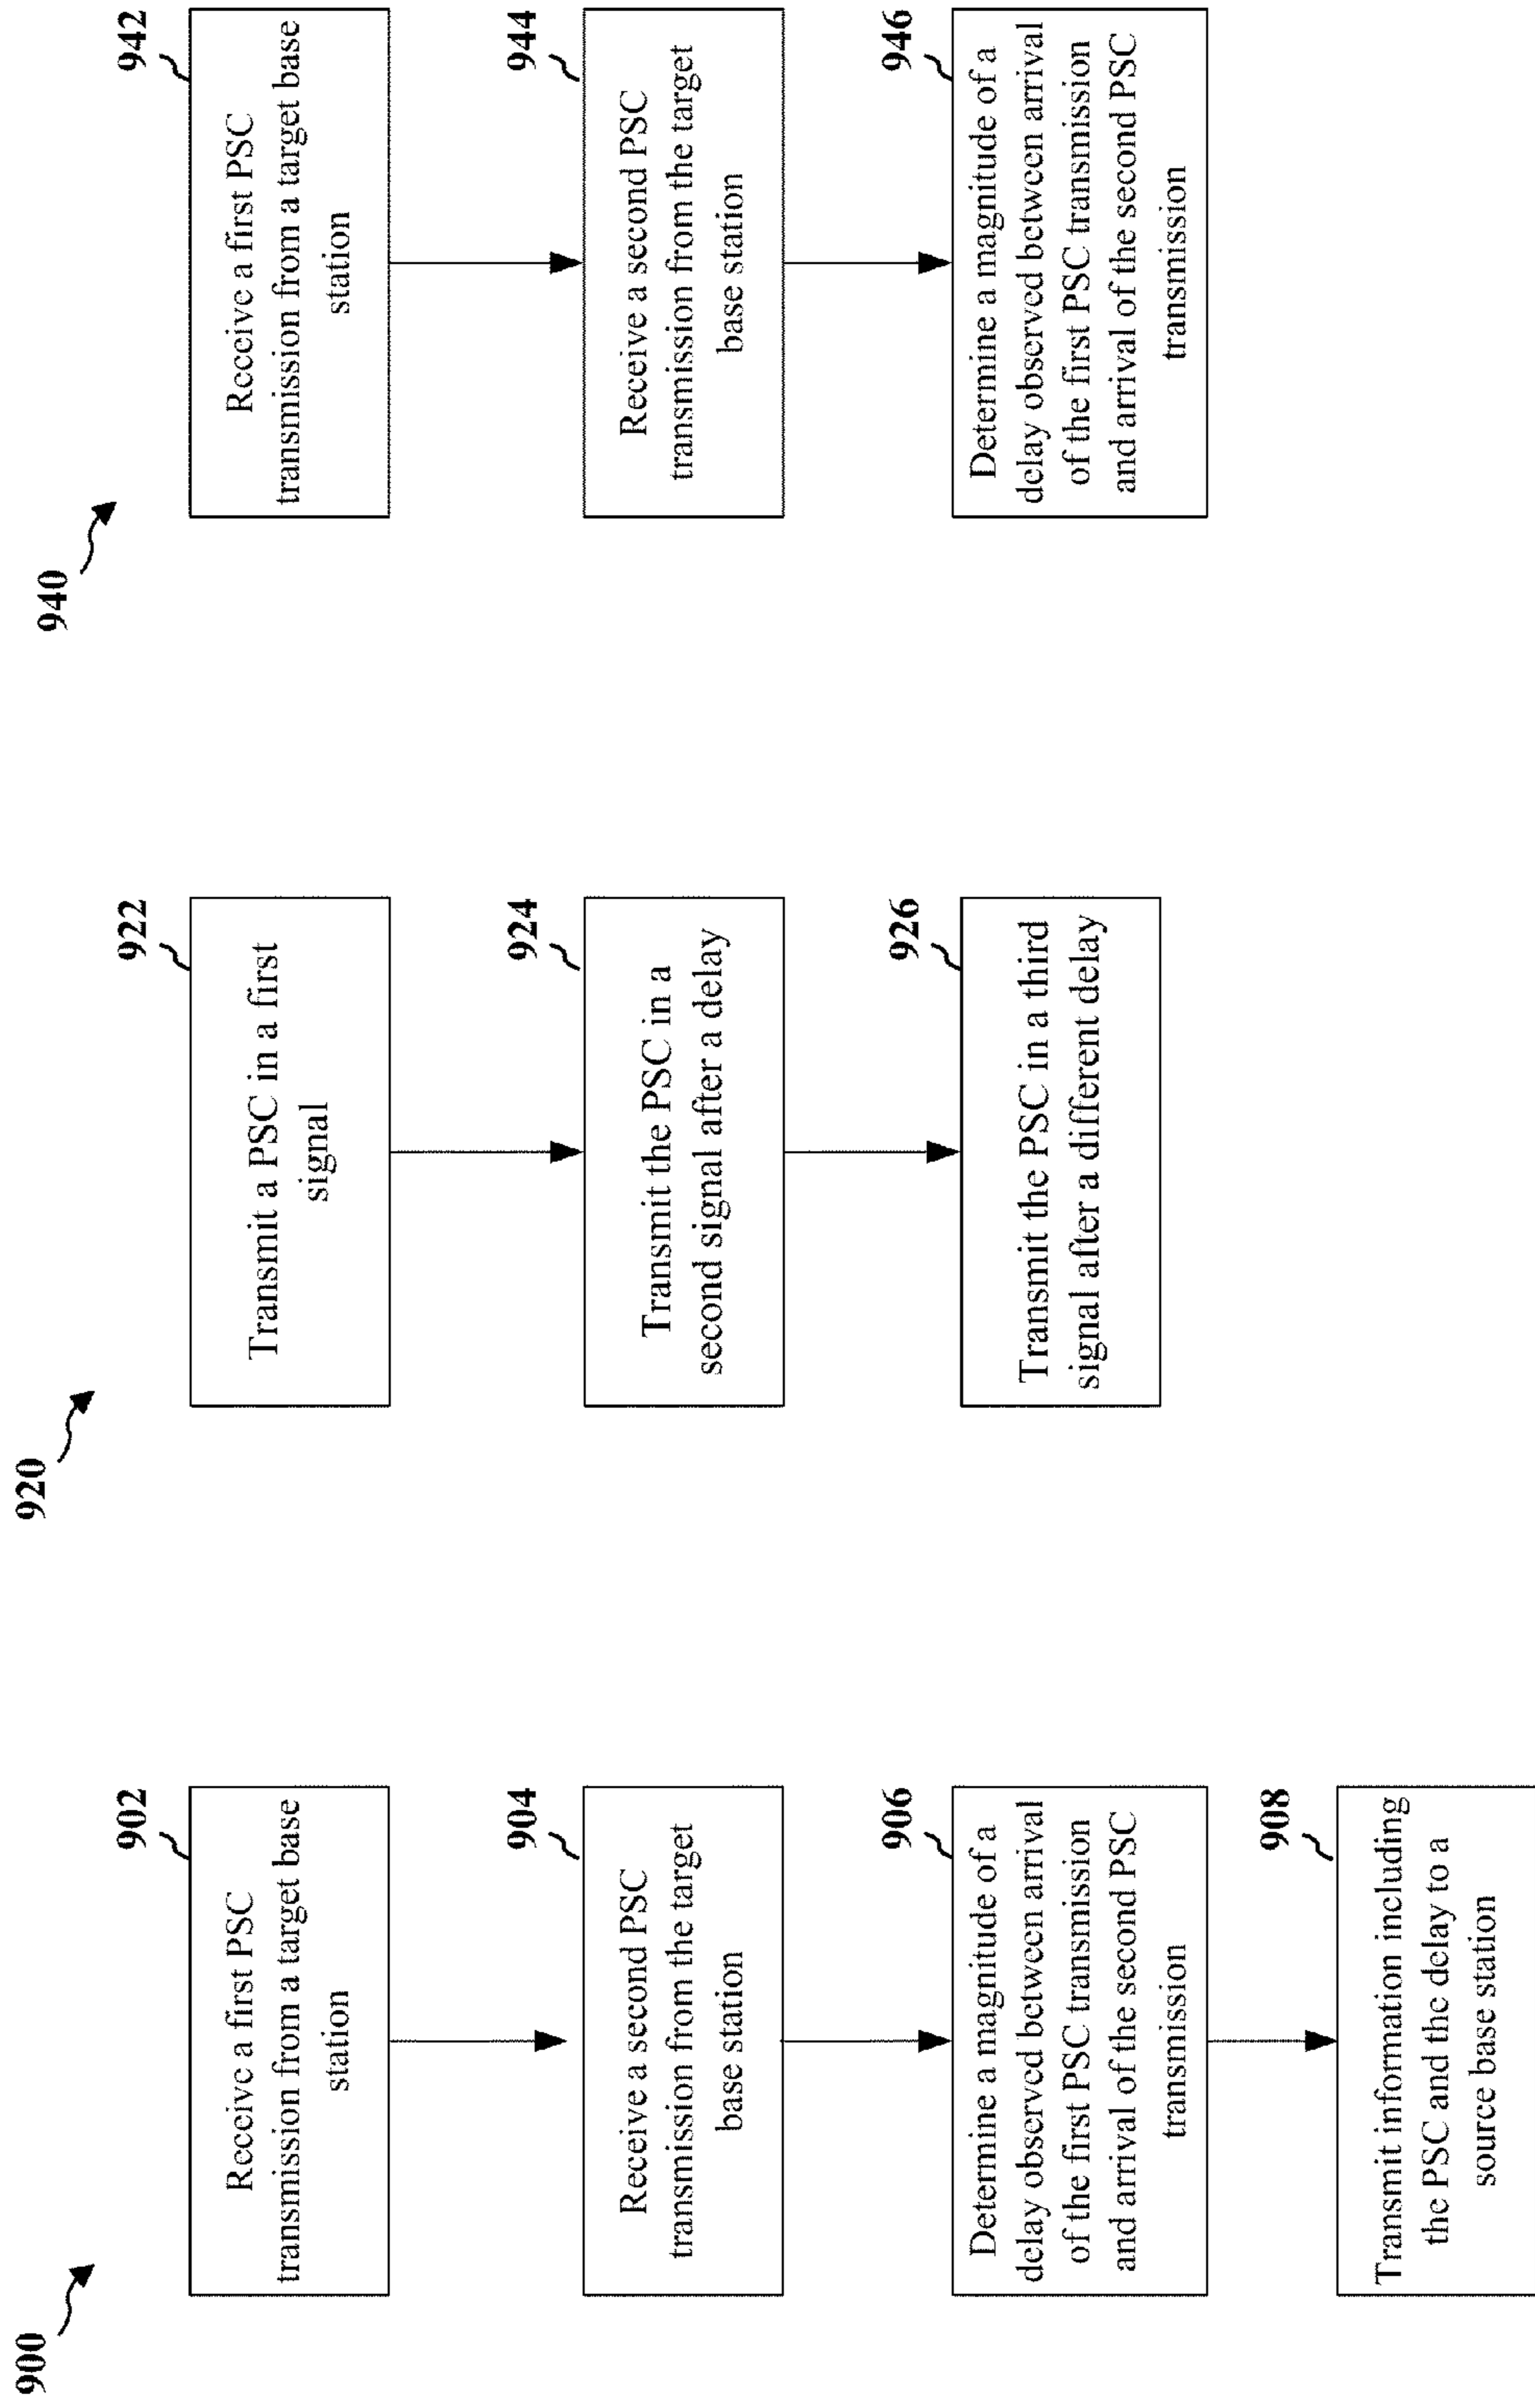 900
902
Receive a first PSC
transmission from a target base
station
904
Receive a second PSC
transmission from the target
base station
906
Determine a magnitude of a
delay observed between arrival
of the first PSC transmission
and arrival of the second PSC
transmission
908
Transmit information including
the PSC and the delay to a
source base station
920
922
Transmit a PSC in a first
signal
924
Transmit the PSC in a
second signal after a delay
926
Transmit the PSC in a third
signal after a different delay
940
942
Receive a first PSC
transmission from a target base
station
944
Receive a second PSC
transmission from the target
base station
946
Determine a magnitude of a
delay observed between arrival
of the first PSC transmission
and arrival of the second PSC
transmission